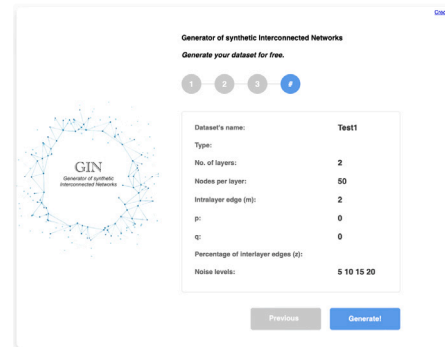 Generator of synthetic Interconnected Networks
Generate your dataset for free.
1 2 3 #
GIN
Generator of synthetic
Interconnected Networks
Dataset's name: Test1
Type:
No. of layers: 2
Nodes per layer: 50
Intralayer edge (m): 2
p: 0
q: 0
Percentage of interlayer edges (z):
Noise levels: 5 10 15 20
Previous Generate!